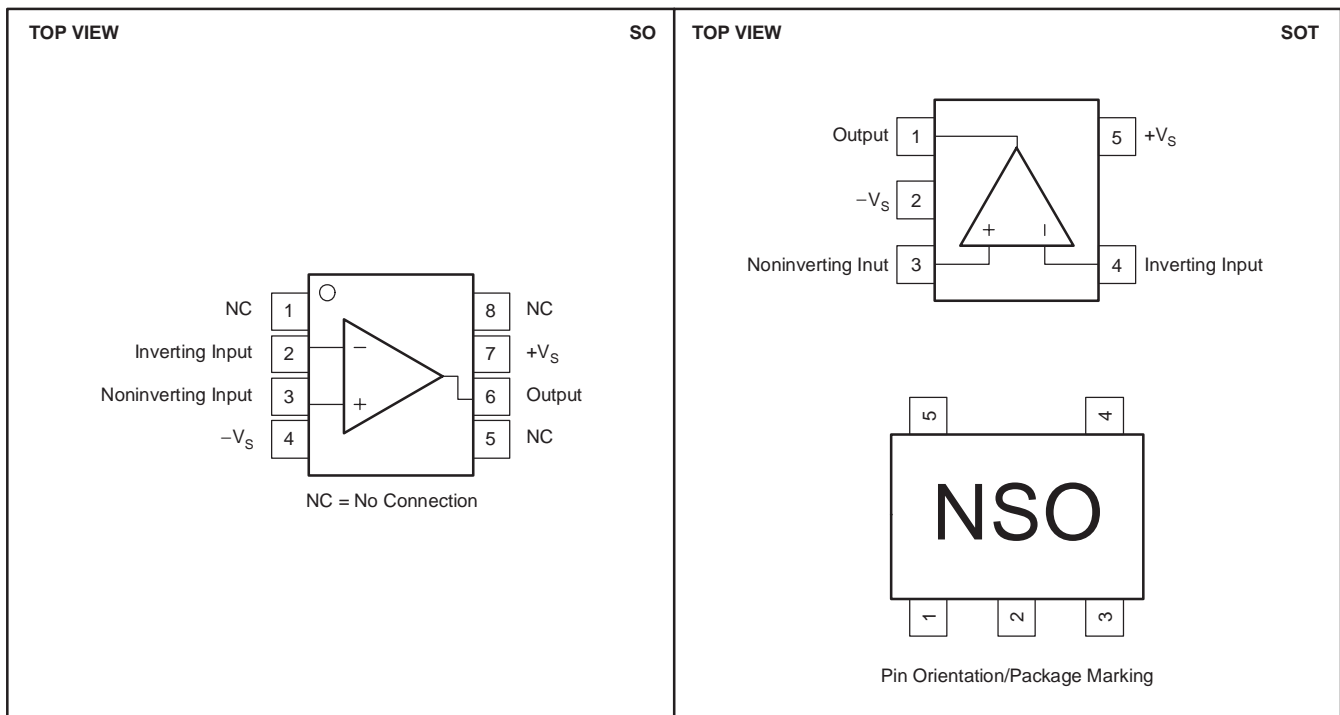 TOP VIEW SO
NC 1 8 NC
Inverting Input 2 − 7 +VS
Noninverting Input 3 + 6 Output
−VS 4 5 NC
NC = No Connection
TOP VIEW SOT
Output 1 5 +VS
−VS 2
Noninverting Inut 3 + − 4 Inverting Input
5 4
NSO
1 2 3
Pin Orientation/Package Marking